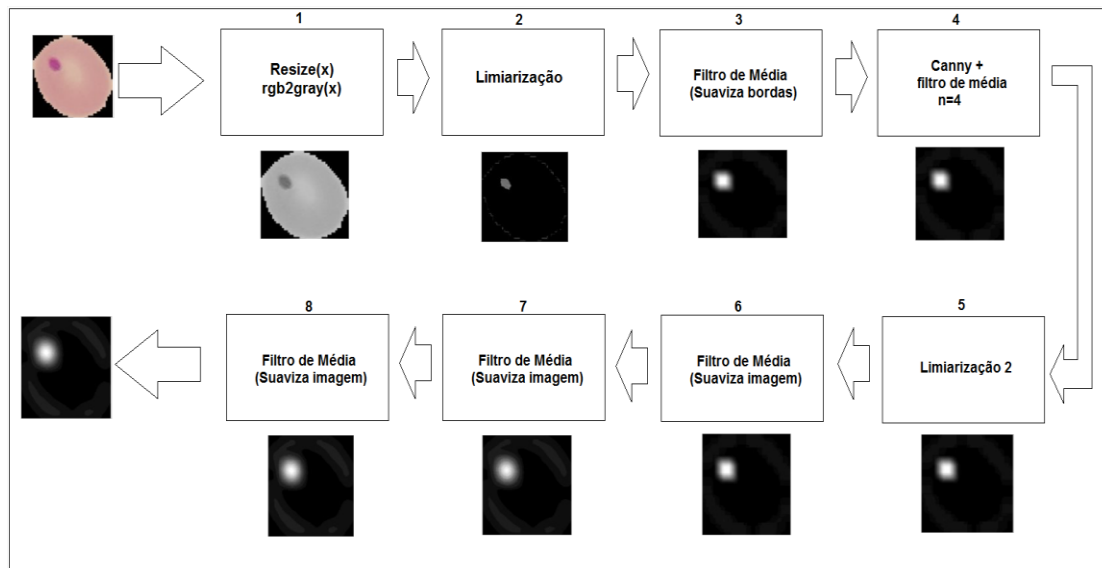 1
Resize(x)
rgb2gray(x)
2
Limiarização
3
Filtro de Média
(Suaviza bordas)
4
Canny +
filtro de média
n=4
5
Limiarização 2
6
Filtro de Média
(Suaviza imagem)
7
Filtro de Média
(Suaviza imagem)
8
Filtro de Média
(Suaviza imagem)